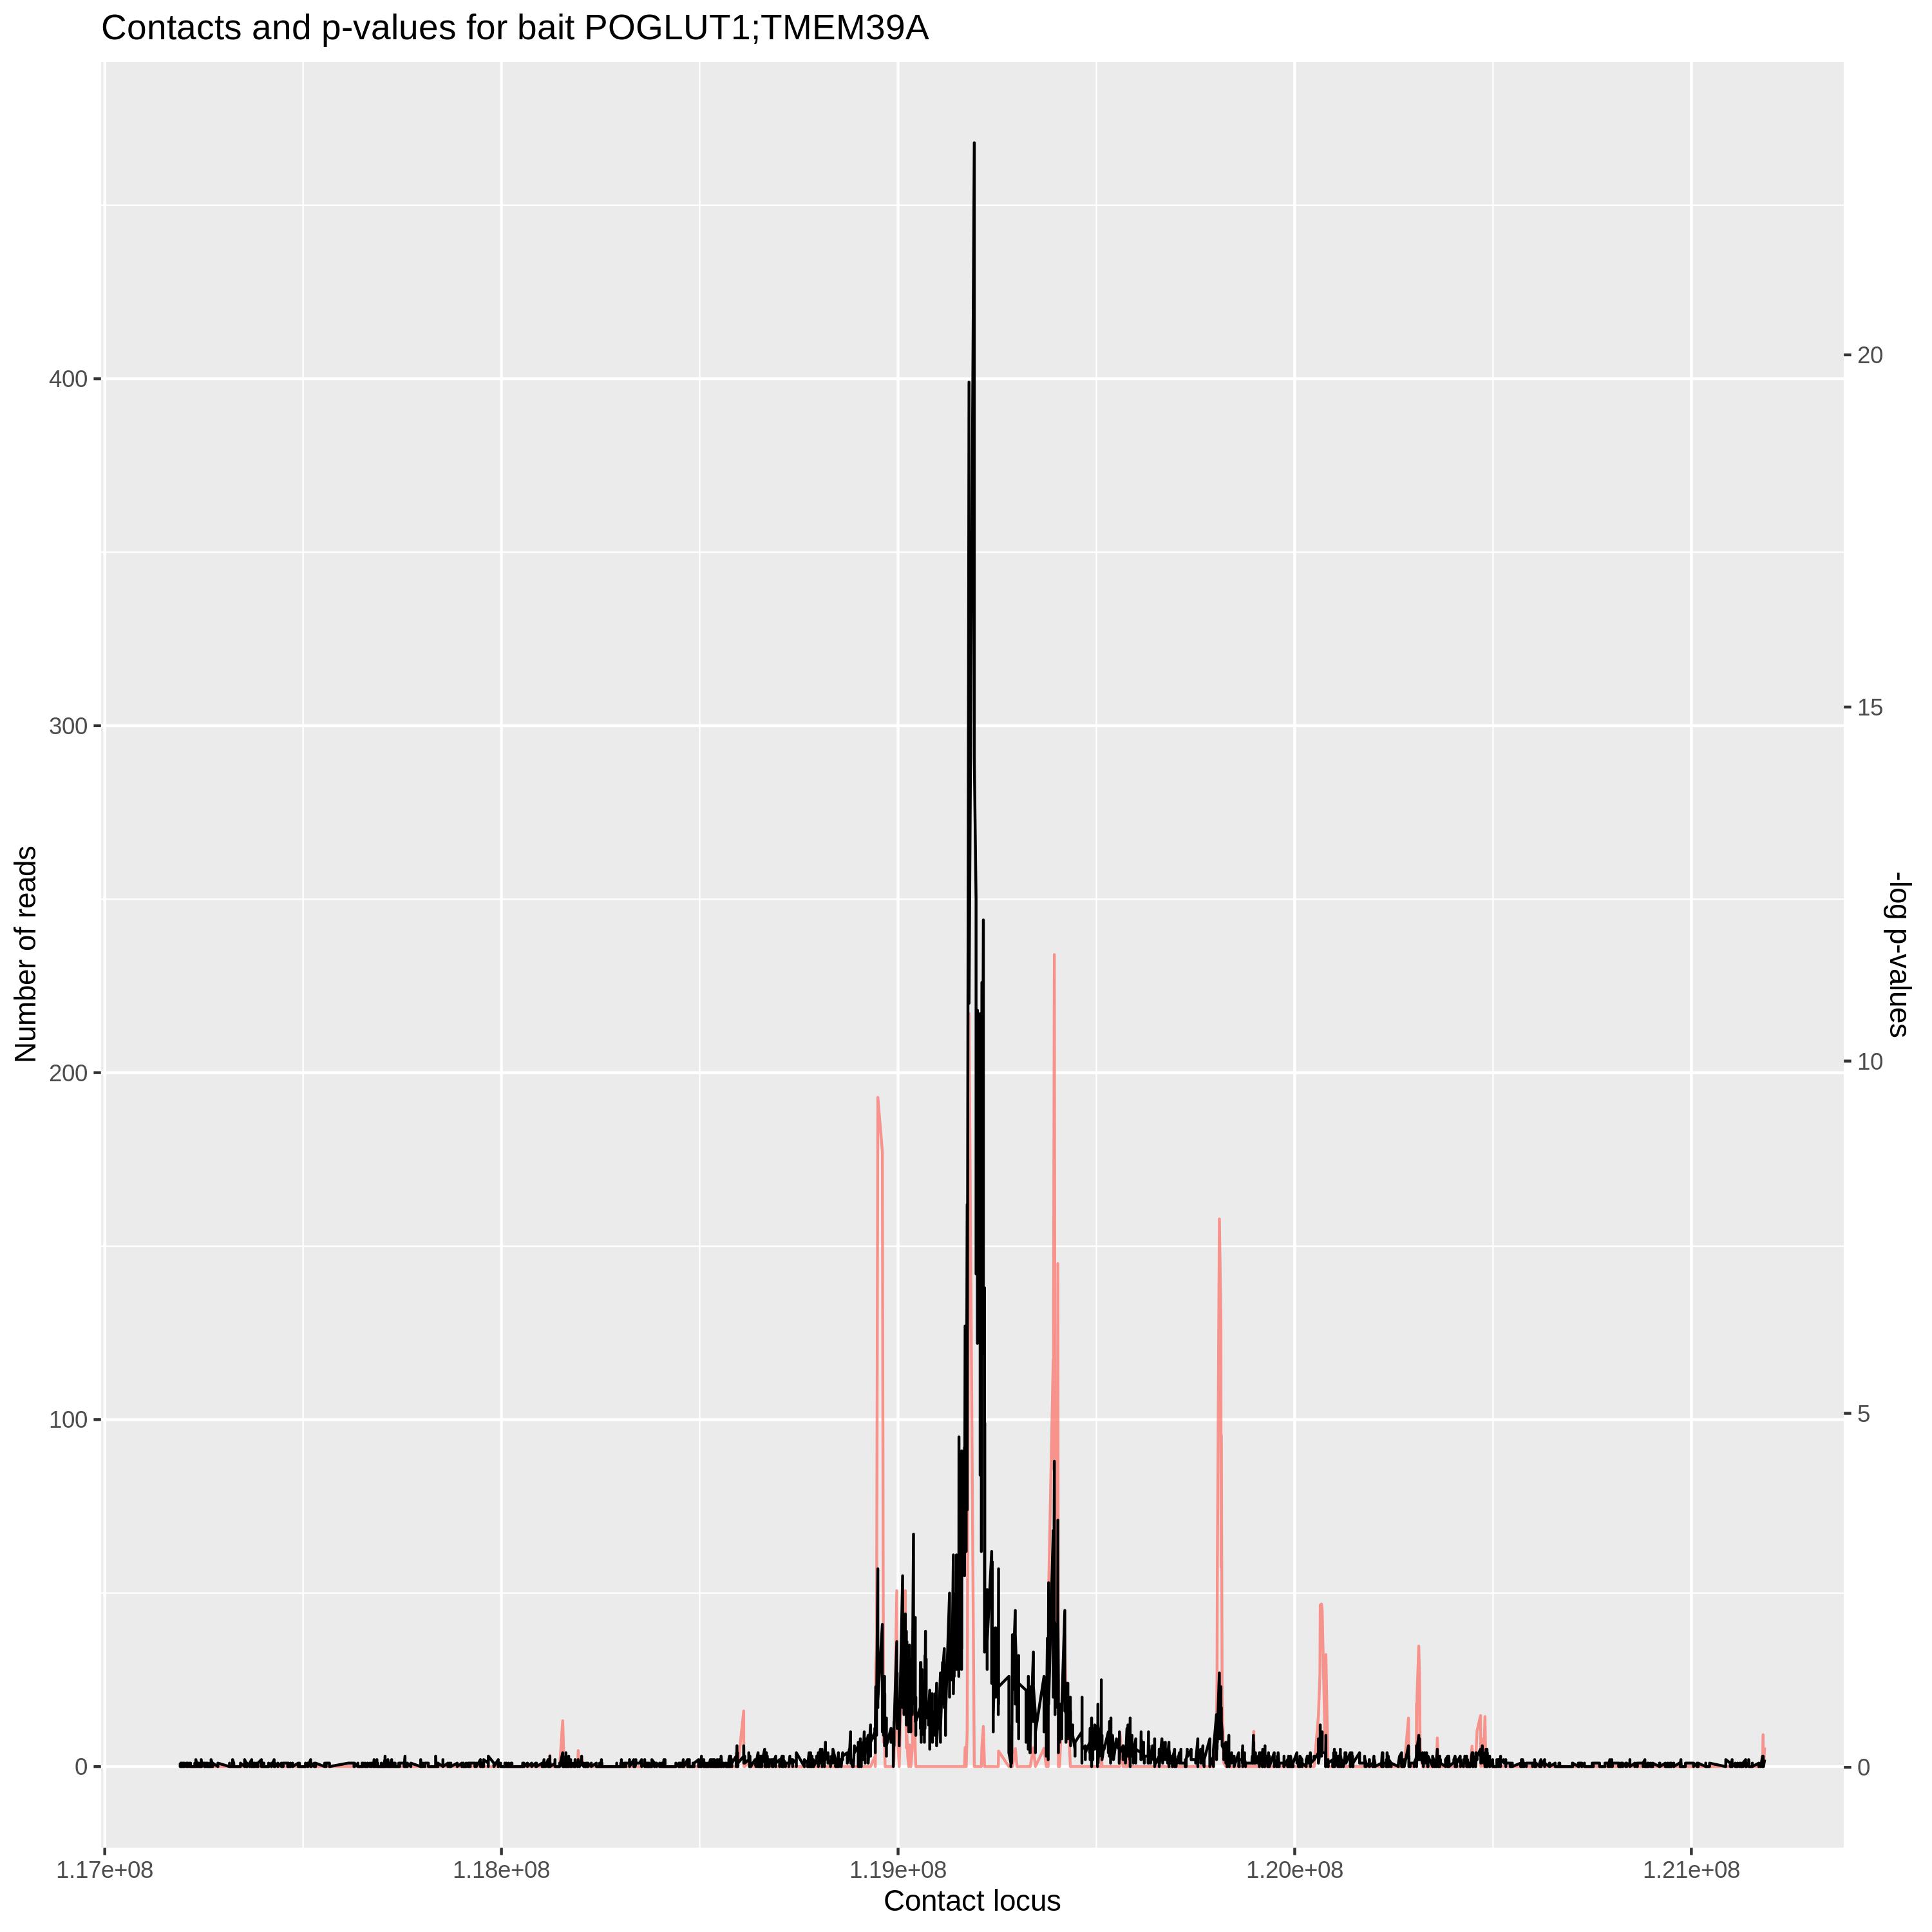 Contacts and p-values for bait POGLUT1;TMEM39A
Number of reads
400
300
200
100
0
20
15
10
5
0
-log p-values
1.17e+08 1.18e+08 1.19e+08 1.20e+08 1.21e+08
Contact locus